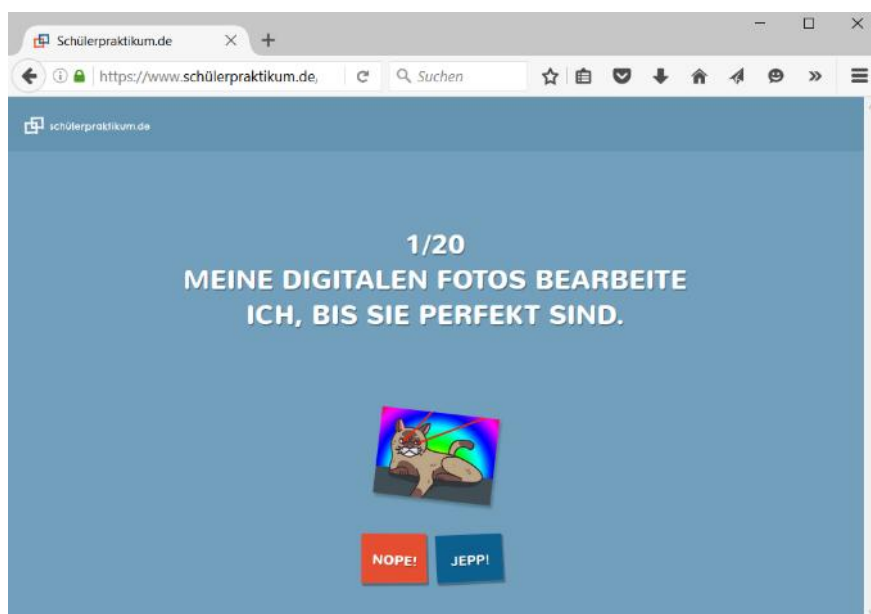 Schülerpraktikum.de
https://www.schülerpraktikum.de,
Suchen
schülerpraktikum.de
1/20
MEINE DIGITALEN FOTOS BEARBEITE
ICH, BIS SIE PERFEKT SIND.
NOPE!
JEPP!